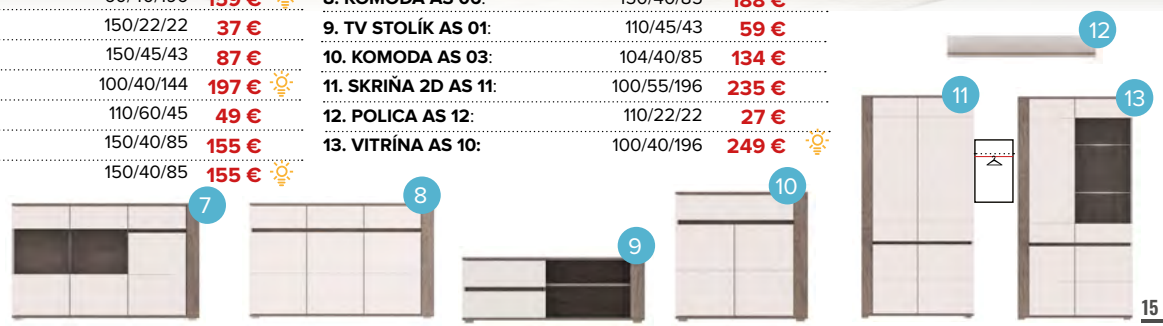 150/22/22 37 €
150/45/43 87 €
100/40/144 197 €
110/60/45 49 €
150/40/85 155 €
150/40/85 155 €
9. TV STOLÍK AS 01: 110/45/43 59 €
10. KOMODA AS 03: 104/40/85 134 €
11. SKRIŇA 2D AS 11: 100/55/196 235 €
12. POLICA AS 12: 110/22/22 27 €
13. VITRÍNA AS 10: 100/40/196 249 €
12
11
13
7
8
10
9
15